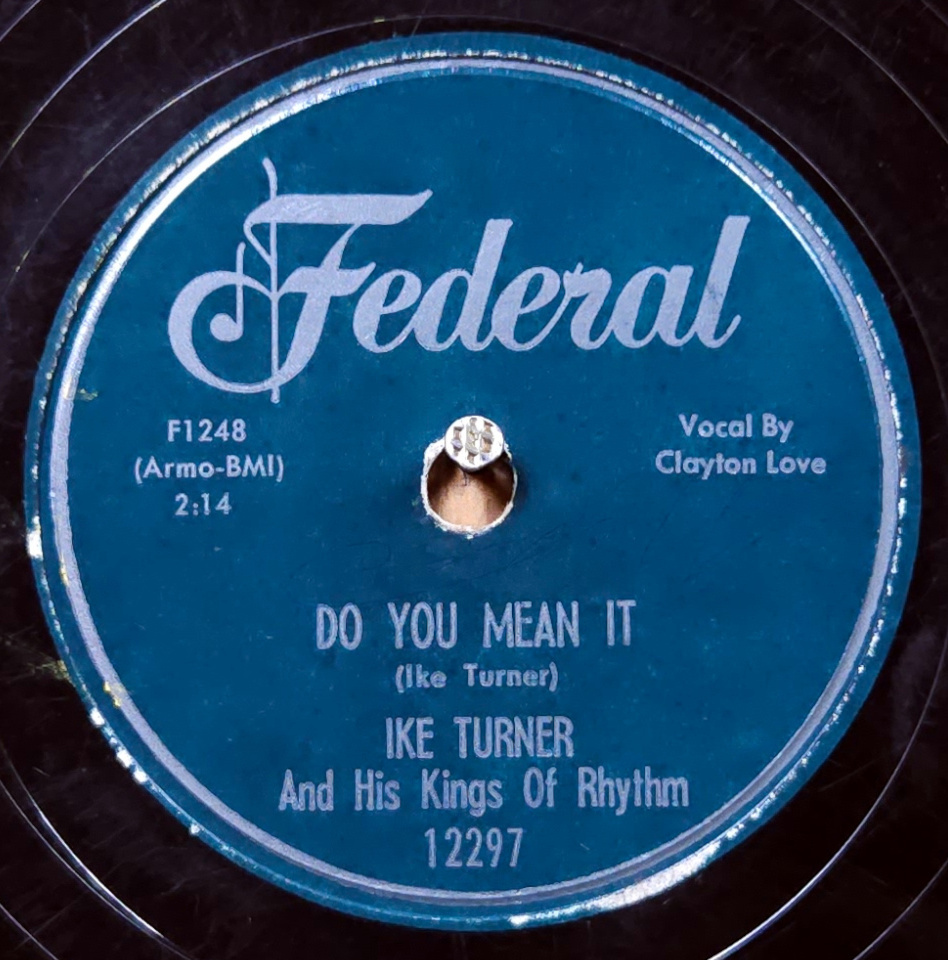 Federal
F1248
(Armo-BMI)
2:14
Vocal By
Clayton Love
DO YOU MEAN IT
(Ike Turner)
IKE TURNER
And His Kings Of Rhythm
12297